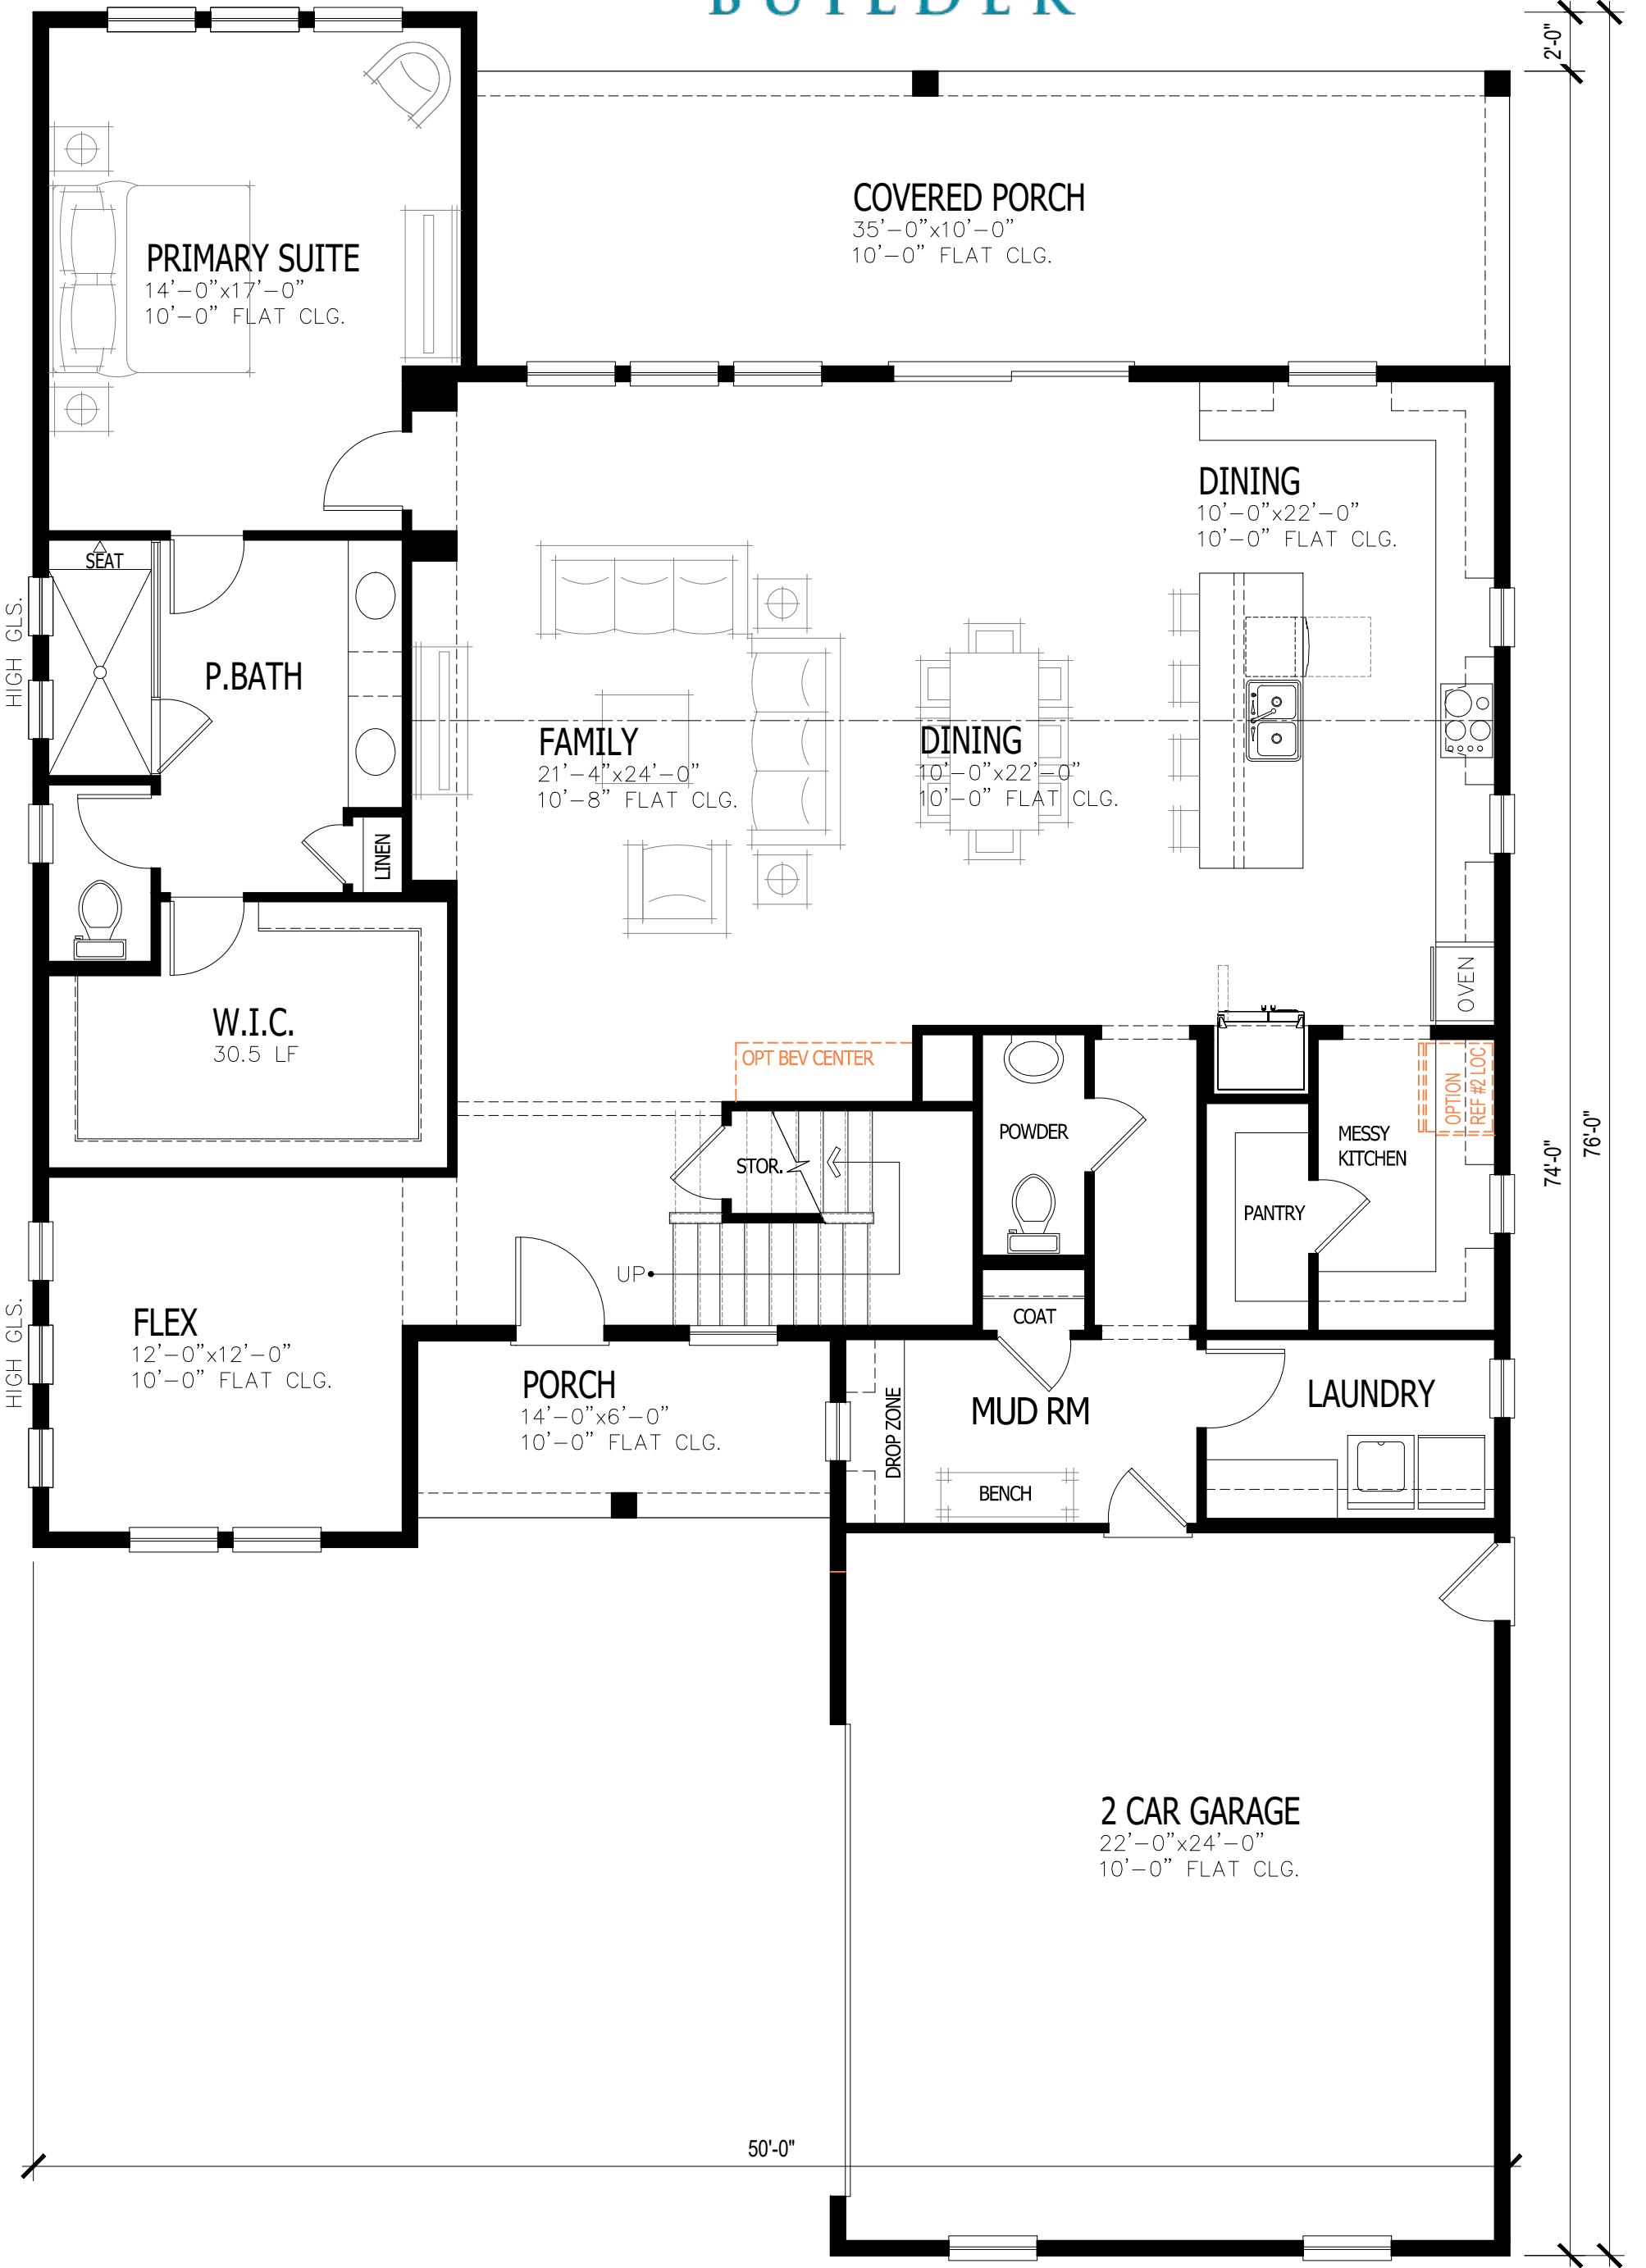 BUILDER
2'-0"
COVERED PORCH
35'-0"x10'-0"
10'-0" FLAT CLG.
PRIMARY SUITE
14'-0"x17'-0"
10'-0" FLAT CLG.
DINING
10'-0"x22'-0"
10'-0" FLAT CLG.
SEAT
HIGH GLS.
P.BATH
FAMILY
21'-4"x24'-0"
10'-8" FLAT CLG.
DINING
10'-0"x22'-0"
10'-0" FLAT CLG.
LINEN
OVEN
W.I.C.
30.5 LF
OPT BEV CENTER
OPTION
REF #2 LOC
POWDER
MESSY
KITCHEN
STOR.
PANTRY
74'-0"
76'-0"
UP
COAT
HIGH GLS.
FLEX
12'-0"x12'-0"
10'-0" FLAT CLG.
PORCH
14'-0"x6'-0"
10'-0" FLAT CLG.
DROP ZONE
MUD RM
LAUNDRY
BENCH
2 CAR GARAGE
22'-0"x24'-0"
10'-0" FLAT CLG.
50'-0"